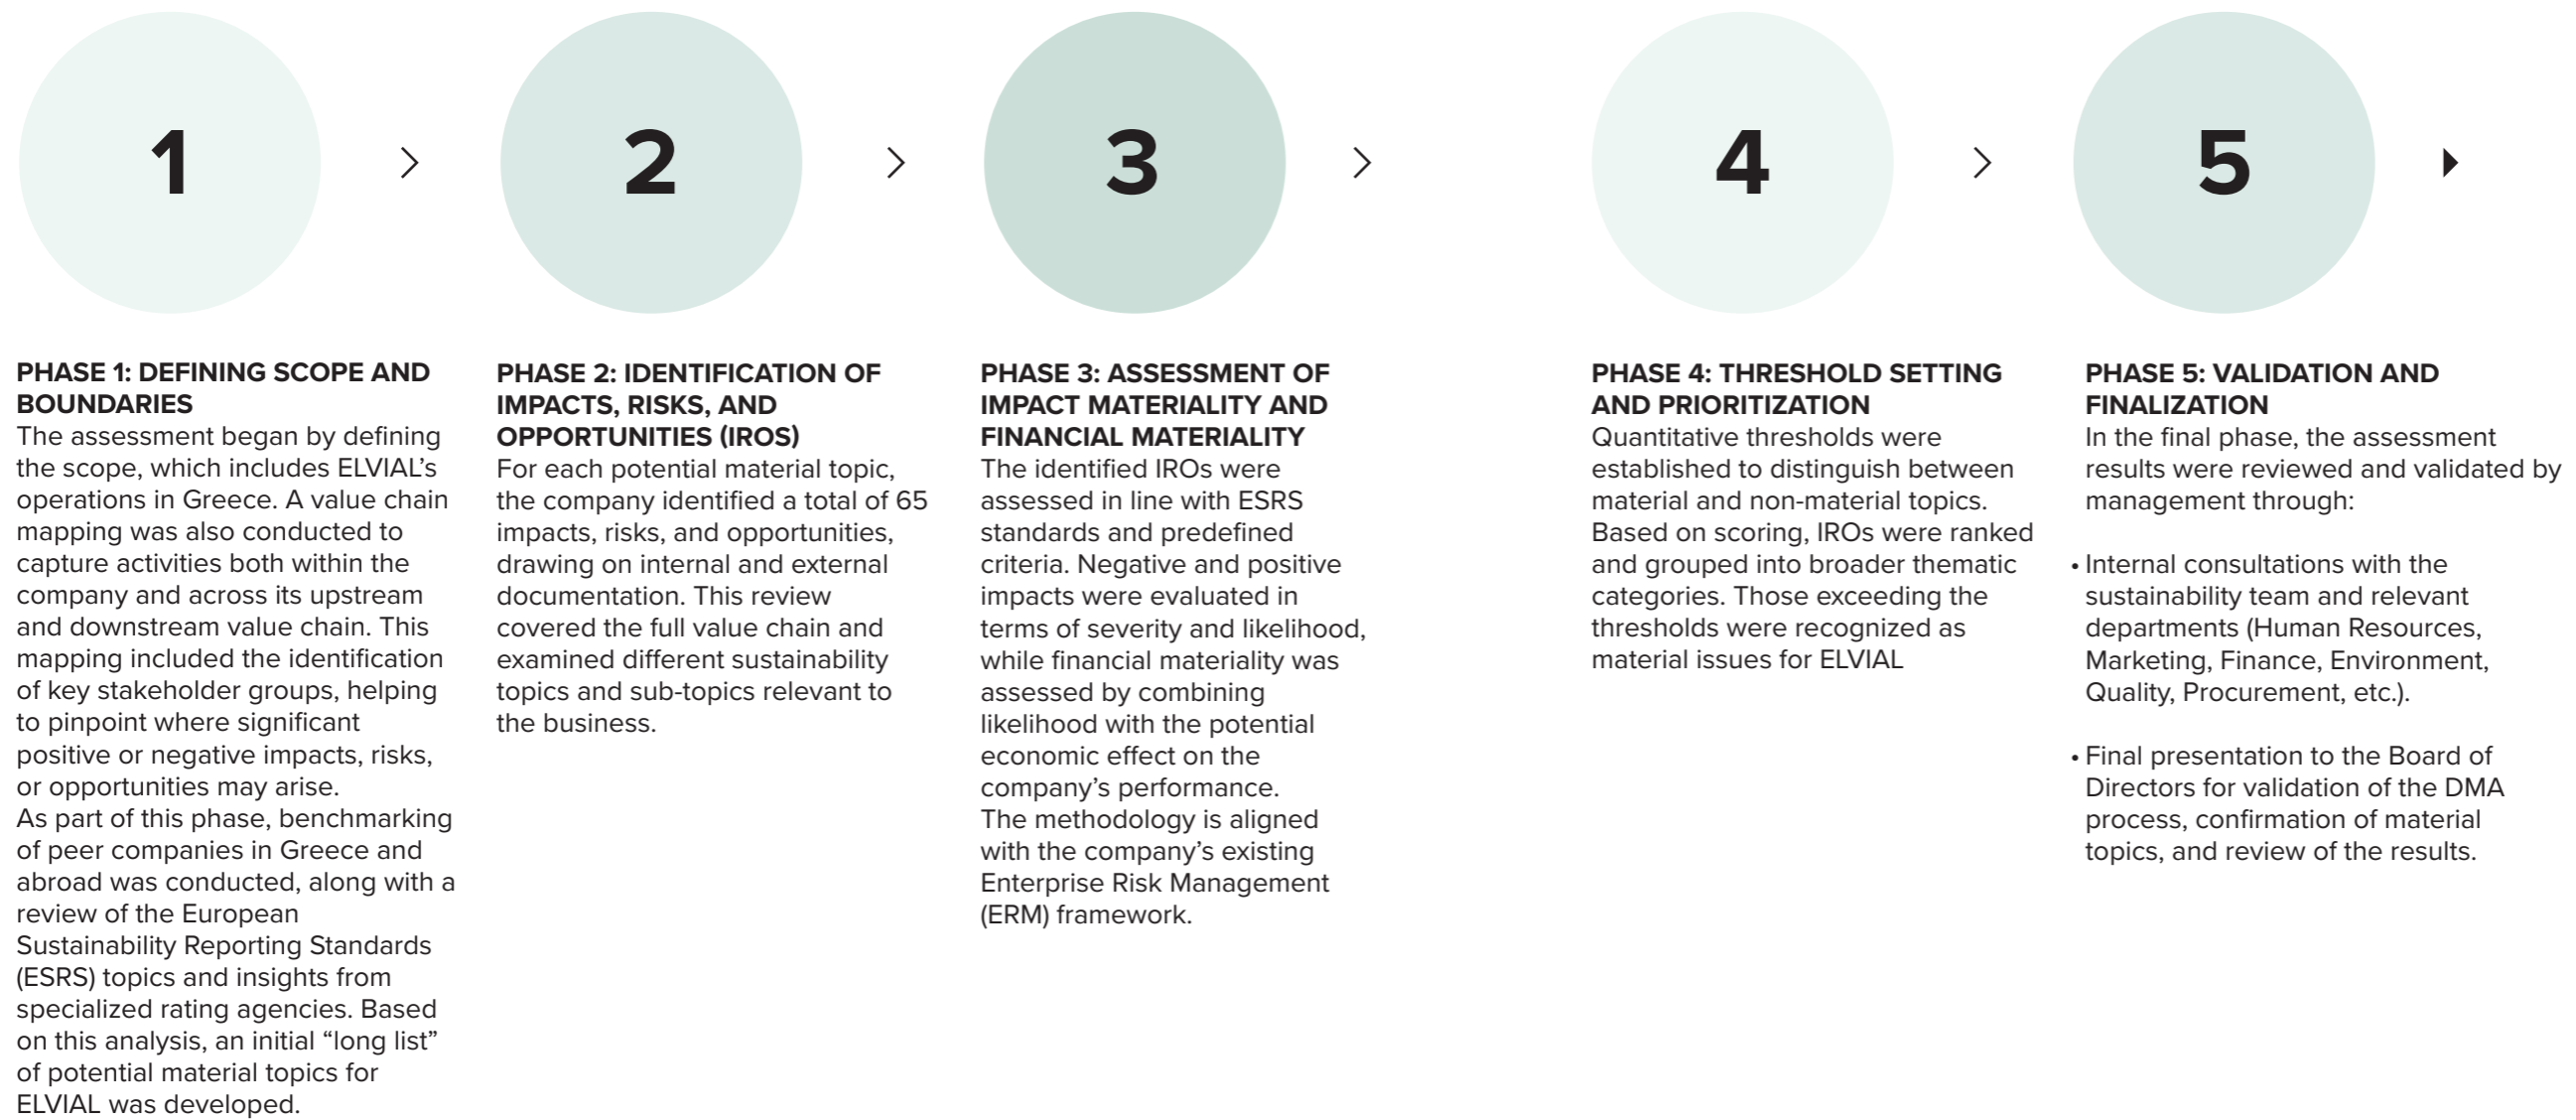 1
2
3
4
5
PHASE 1: DEFINING SCOPE AND
BOUNDARIES
The assessment began by defining
the scope, which includes ELVIAL’s
operations in Greece. A value chain
mapping was also conducted to
capture activities both within the
company and across its upstream
and downstream value chain. This
mapping included the identification
of key stakeholder groups, helping
to pinpoint where significant
positive or negative impacts, risks,
or opportunities may arise.
As part of this phase, benchmarking
of peer companies in Greece and
abroad was conducted, along with a
review of the European
Sustainability Reporting Standards
(ESRS) topics and insights from
specialized rating agencies. Based
on this analysis, an initial “long list”
of potential material topics for
ELVIAL was developed.
PHASE 2: IDENTIFICATION OF
IMPACTS, RISKS, AND
OPPORTUNITIES (IROS)
For each potential material topic,
the company identified a total of 65
impacts, risks, and opportunities,
drawing on internal and external
documentation. This review
covered the full value chain and
examined different sustainability
topics and sub-topics relevant to
the business.
PHASE 3: ASSESSMENT OF
IMPACT MATERIALITY AND
FINANCIAL MATERIALITY
The identified IROs were
assessed in line with ESRS
standards and predefined
criteria. Negative and positive
impacts were evaluated in
terms of severity and likelihood,
while financial materiality was
assessed by combining
likelihood with the potential
economic effect on the
company’s performance.
The methodology is aligned
with the company’s existing
Enterprise Risk Management
(ERM) framework.
PHASE 4: THRESHOLD SETTING
AND PRIORITIZATION
Quantitative thresholds were
established to distinguish between
material and non-material topics.
Based on scoring, IROs were ranked
and grouped into broader thematic
categories. Those exceeding the
thresholds were recognized as
material issues for ELVIAL
PHASE 5: VALIDATION AND
FINALIZATION
In the final phase, the assessment
results were reviewed and validated by
management through:
• Internal consultations with the
sustainability team and relevant
departments (Human Resources,
Marketing, Finance, Environment,
Quality, Procurement, etc.).
• Final presentation to the Board of
Directors for validation of the DMA
process, confirmation of material
topics, and review of the results.